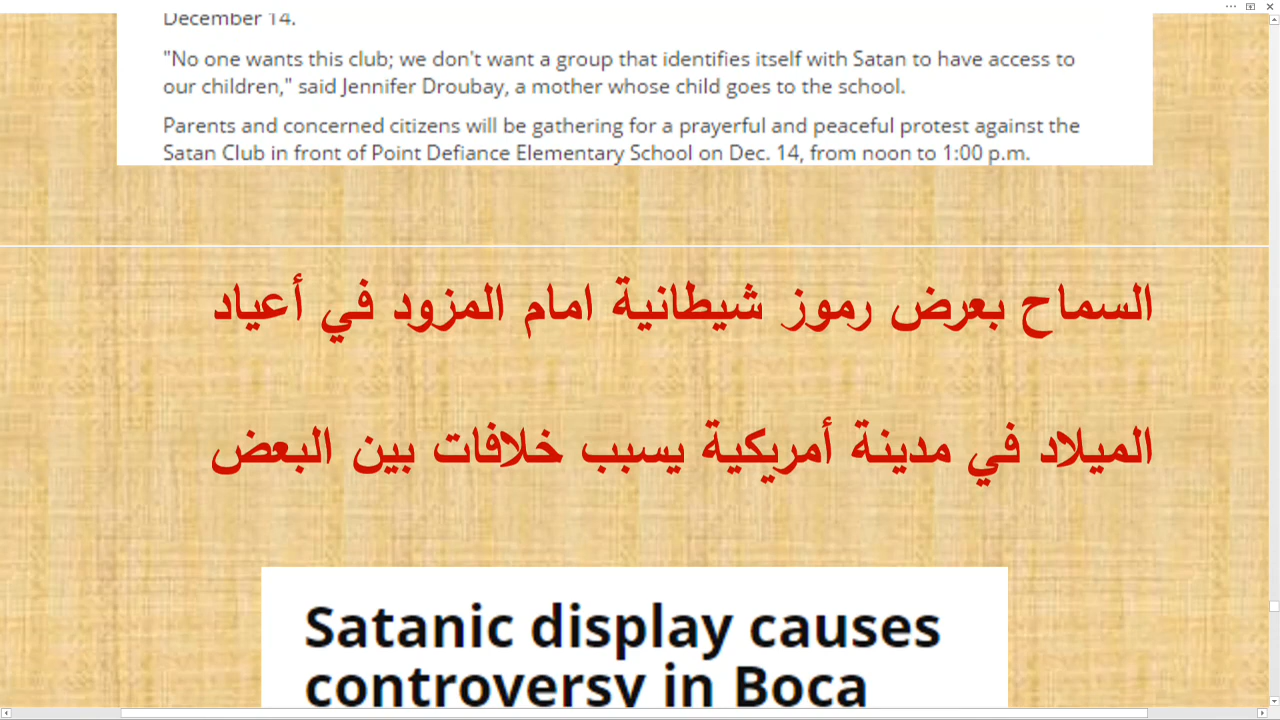 December 14.
"No one wants this club; we don't want a group that identifies itself with Satan to have access to
our children," said Jennifer Droubay, a mother whose child goes to the school.
Parents and concerned citizens will be gathering for a prayerful and peaceful protest against the
Satan Club in front of Point Defiance Elementary School on Dec. 14, from noon to 1:00 p.m.
السماح بعرض رموز شيطانية امام المزود في أعياد
الميلاد في مدينة أمريكية يسبب خلافات بين البعض
Satanic display causes
controversy in Boca